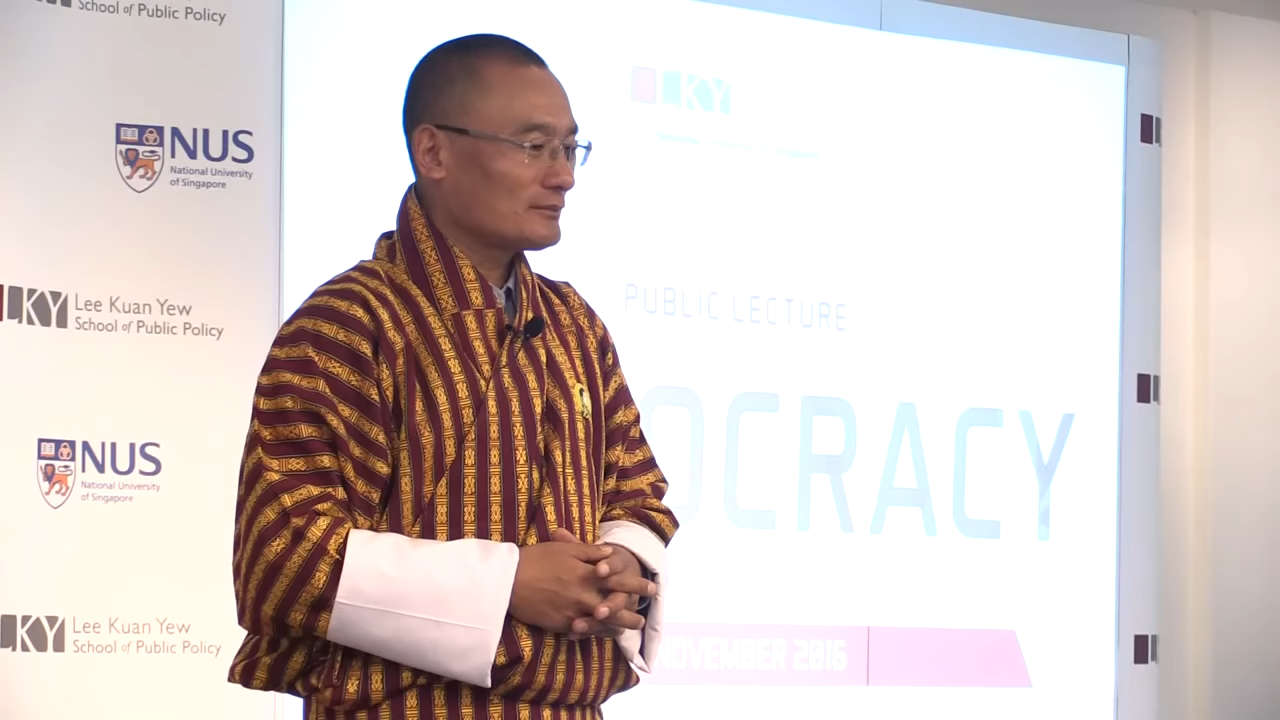 School of Public Policy
NUS
National University
of Singapore
LKY Lee Kuan Yew
School of Public Policy
NUS
National University
of Singapore
LKY Lee Kuan Yew
School of Public Policy
LKY
PUBLIC LECTURE
OCRACY
NOVEMBER 2016